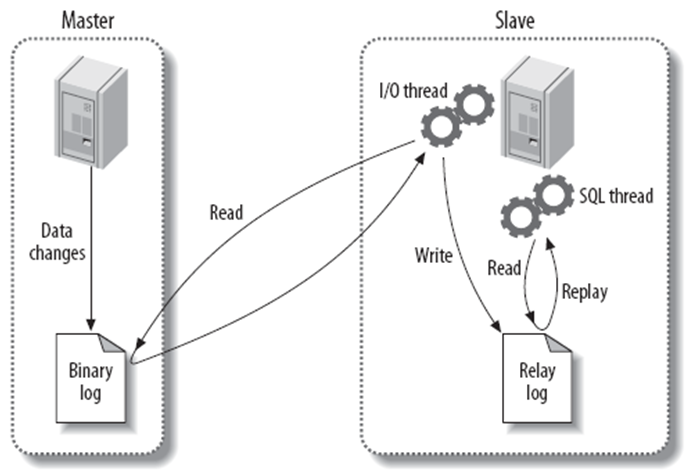 Master
Slave
I/O thread
SQL thread
Read
Data
changes
Write
Read
Replay
Binary
log
Relay
log